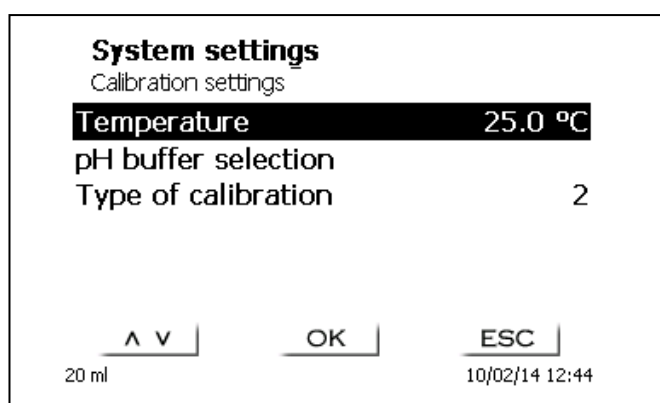 System settings
Calibration settings
Temperature 25.0 ºC
pH buffer selection
Type of calibration 2
∧ ∨ OK ESC
20 ml 10/02/14 12:44